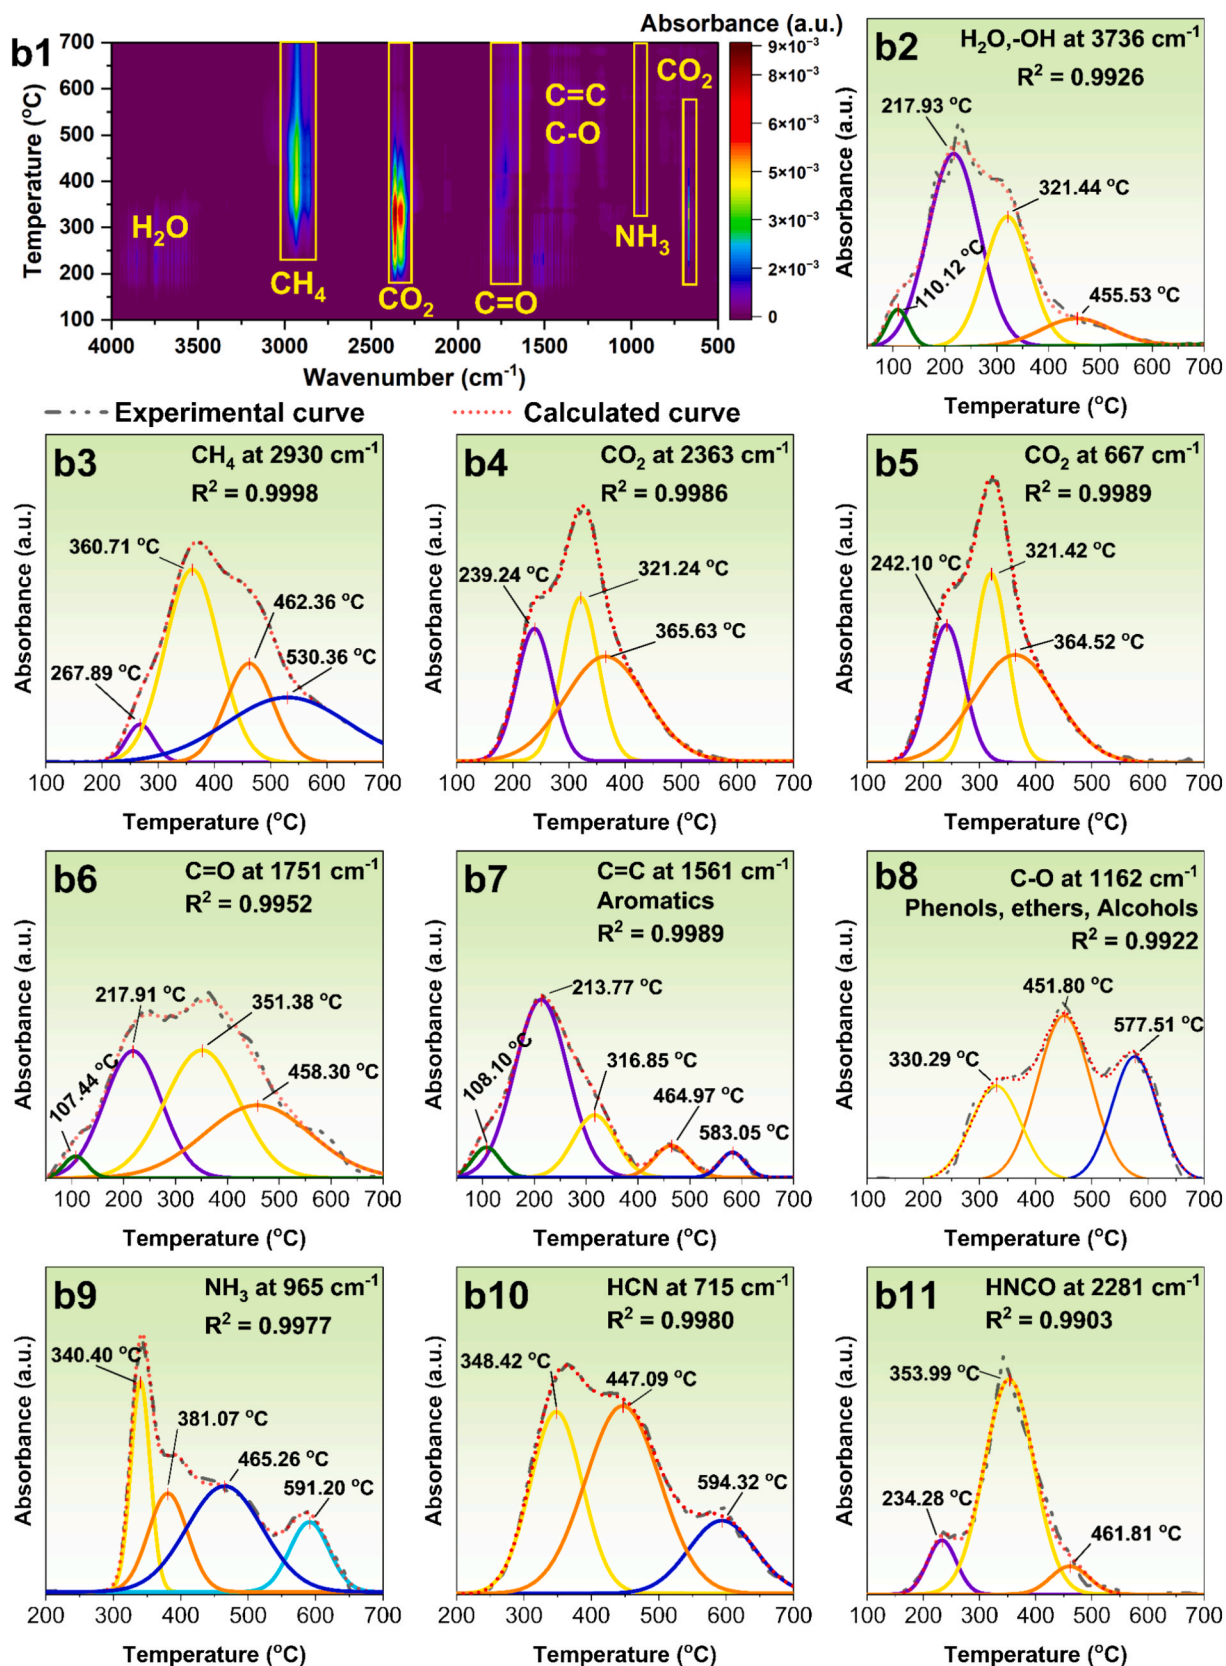 b1
Absorbance (a.u.)
9×10⁻³
8×10⁻³
6×10⁻³
5×10⁻³
3×10⁻³
2×10⁻³
0
Temperature (°C)
700
600
500
400
300
200
100
H₂O
CH₄
CO₂
C=O
C=C
C-O
NH₃
CO₂
4000 3500 3000 2500 2000 1500 1000 500
Wavenumber (cm⁻¹)
b2
H₂O,-OH at 3736 cm⁻¹
R² = 0.9926
217.93 °C
321.44 °C
110.12 °C
455.53 °C
Absorbance (a.u.)
100 200 300 400 500 600 700
Temperature (°C)
Experimental curve
Calculated curve
b3
CH₄ at 2930 cm⁻¹
R² = 0.9998
360.71 °C
462.36 °C
530.36 °C
267.89 °C
Absorbance (a.u.)
100 200 300 400 500 600 700
Temperature (°C)
b4
CO₂ at 2363 cm⁻¹
R² = 0.9986
239.24 °C
321.24 °C
365.63 °C
Absorbance (a.u.)
100 200 300 400 500 600 700
Temperature (°C)
b5
CO₂ at 667 cm⁻¹
R² = 0.9989
242.10 °C
321.42 °C
364.52 °C
Absorbance (a.u.)
100 200 300 400 500 600 700
Temperature (°C)
b6
C=O at 1751 cm⁻¹
R² = 0.9952
217.91 °C
351.38 °C
107.44 °C
458.30 °C
Absorbance (a.u.)
100 200 300 400 500 600 700
Temperature (°C)
b7
C=C at 1561 cm⁻¹
Aromatics
R² = 0.9989
213.77 °C
108.10 °C
316.85 °C
464.97 °C
583.05 °C
Absorbance (a.u.)
100 200 300 400 500 600 700
Temperature (°C)
b8
C-O at 1162 cm⁻¹
Phenols, ethers, Alcohols
R² = 0.9922
451.80 °C
577.51 °C
330.29 °C
Absorbance (a.u.)
100 200 300 400 500 600 700
Temperature (°C)
b9
NH₃ at 965 cm⁻¹
R² = 0.9977
340.40 °C
381.07 °C
465.26 °C
591.20 °C
Absorbance (a.u.)
200 300 400 500 600 700
Temperature (°C)
b10
HCN at 715 cm⁻¹
R² = 0.9980
348.42 °C
447.09 °C
594.32 °C
Absorbance (a.u.)
200 300 400 500 600 700
Temperature (°C)
b11
HNCO at 2281 cm⁻¹
R² = 0.9903
353.99 °C
234.28 °C
461.81 °C
Absorbance (a.u.)
100 200 300 400 500 600 700
Temperature (°C)